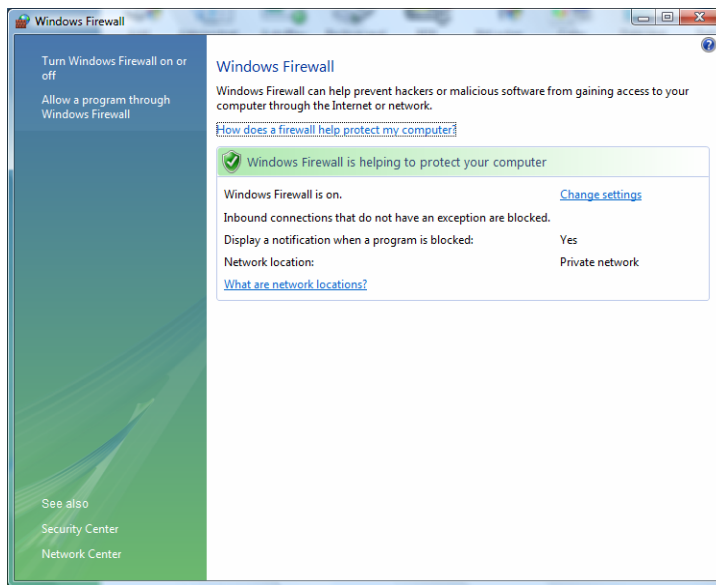 Windows Firewall
Turn Windows Firewall on or
off
Allow a program through
Windows Firewall
See also
Security Center
Network Center
Windows Firewall
Windows Firewall can help prevent hackers or malicious software from gaining access to your
computer through the Internet or network.
How does a firewall help protect my computer?
Windows Firewall is helping to protect your computer
Windows Firewall is on. Change settings
Inbound connections that do not have an exception are blocked.
Display a notification when a program is blocked: Yes
Network location: Private network
What are network locations?